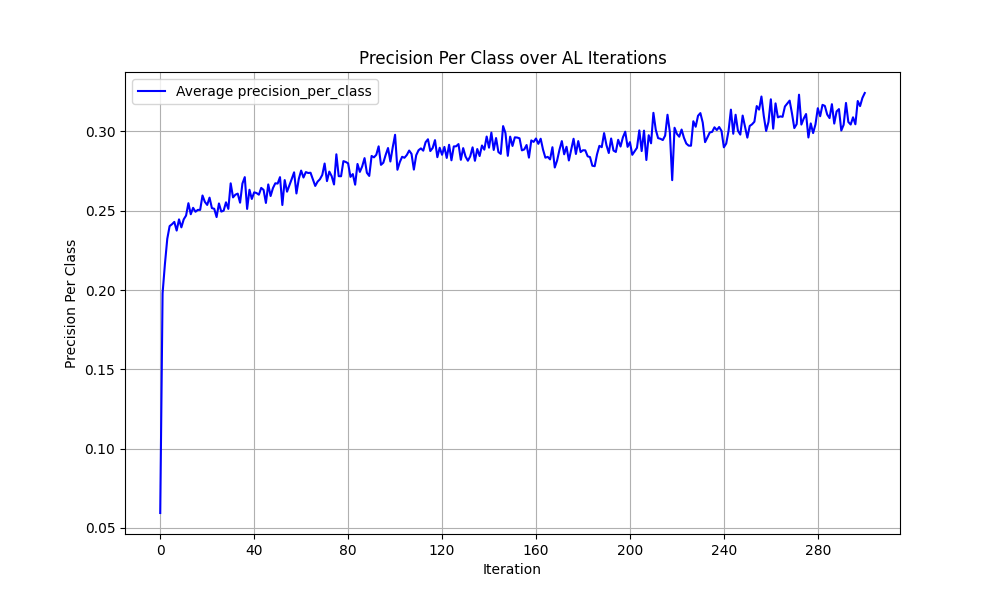 Precision Per Class over AL Iterations
Average precision_per_class
Precision Per Class
0.30
0.25
0.20
0.15
0.10
0.05
0 40 80 120 160 200 240 280
Iteration